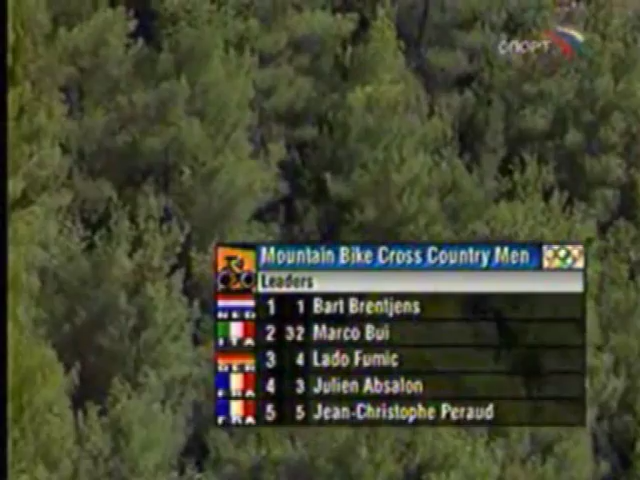 СПОРТ
Mountain Bike Cross Country Men
Leaders
NED 1 1 Bart Brentjens
ITA 2 32 Marco Bui
GER 3 4 Lado Fumic
FRA 4 3 Julien Absalon
FRA 5 5 Jean-Christophe Peraud